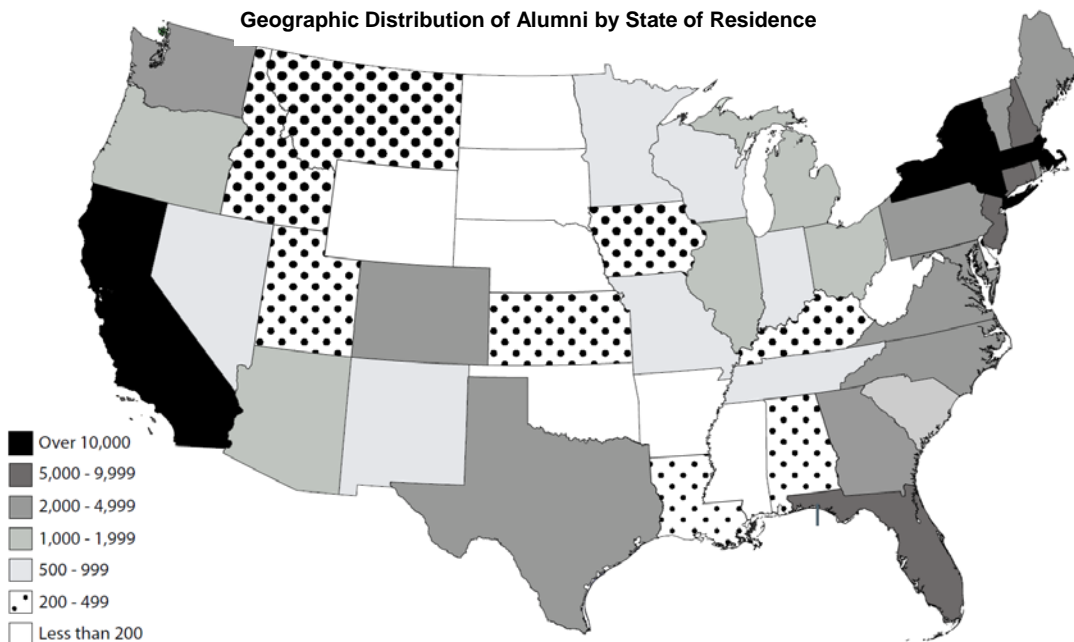 Geographic Distribution of Alumni by State of Residence
Over 10,000
5,000 - 9,999
2,000 - 4,999
1,000 - 1,999
500 - 999
200 - 499
Less than 200